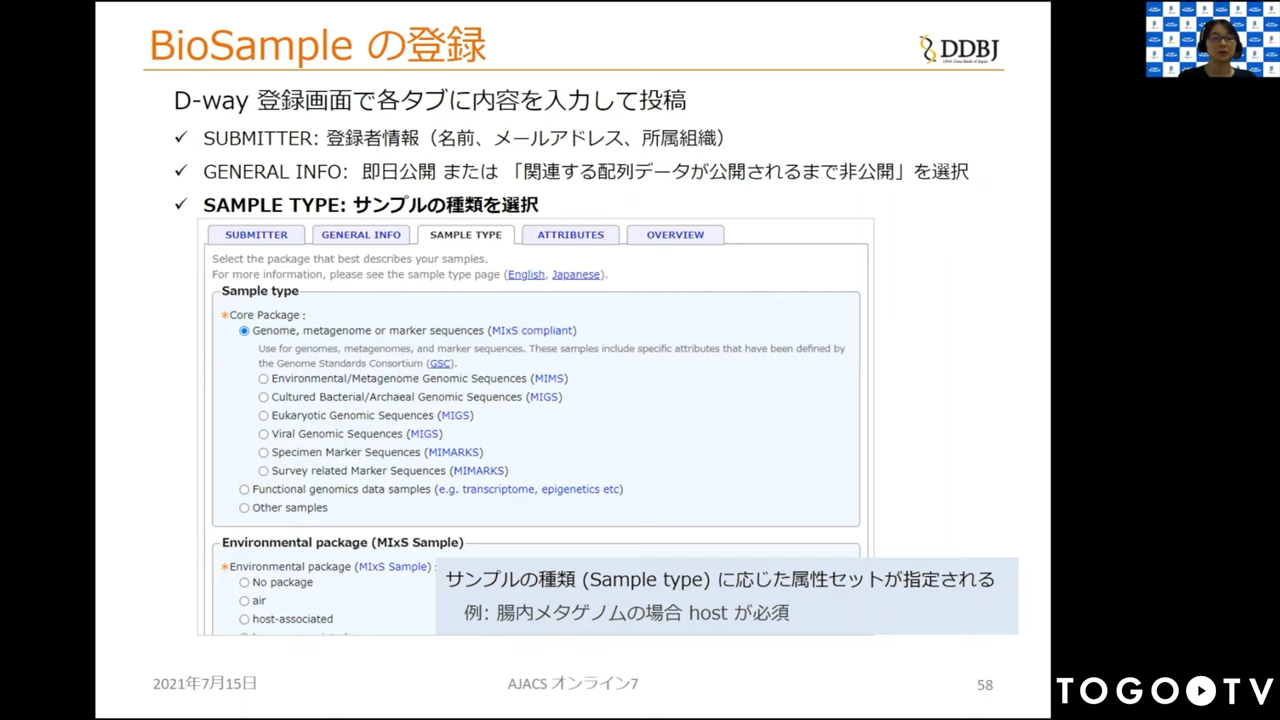 BioSample の登録
DDBJ
D-way 登録画面で各タブに内容を入力して投稿
✓ SUBMITTER: 登録者情報（名前、メールアドレス、所属組織）
✓ GENERAL INFO: 即日公開 または 「関連する配列データが公開されるまで非公開」を選択
✓ SAMPLE TYPE: サンプルの種類を選択
SUBMITTER GENERAL INFO SAMPLE TYPE ATTRIBUTES OVERVIEW
Select the package that best describes your samples.
For more information, please see the sample type page (English, Japanese).
Sample type
*Core Package :
Genome, metagenome or marker sequences (MIxS compliant)
Use for genomes, metagenomes, and marker sequences. These samples include specific attributes that have been defined by
the Genome Standards Consortium (GSC).
Environmental/Metagenome Genomic Sequences (MIMS)
Cultured Bacterial/Archaeal Genomic Sequences (MIGS)
Eukaryotic Genomic Sequences (MIGS)
Viral Genomic Sequences (MIGS)
Specimen Marker Sequences (MIMARKS)
Survey related Marker Sequences (MIMARKS)
Functional genomics data samples (e.g. transcriptome, epigenetics etc)
Other samples
Environmental package (MIxS Sample)
*Environmental package (MIxS Sample) :
No package
air
host-associated
サンプルの種類 (Sample type) に応じた属性セットが指定される
例: 腸内メタゲノムの場合 host が必須
2021年7月15日
AJACS オンライン7
58
TOGO TV